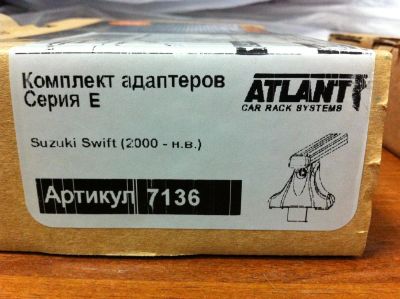 Комплект адаптеров
Серия Е
ATLANT
CAR RACK SYSTEMS
Suzuki Swift (2000 - н.в.)
Артикул 7136